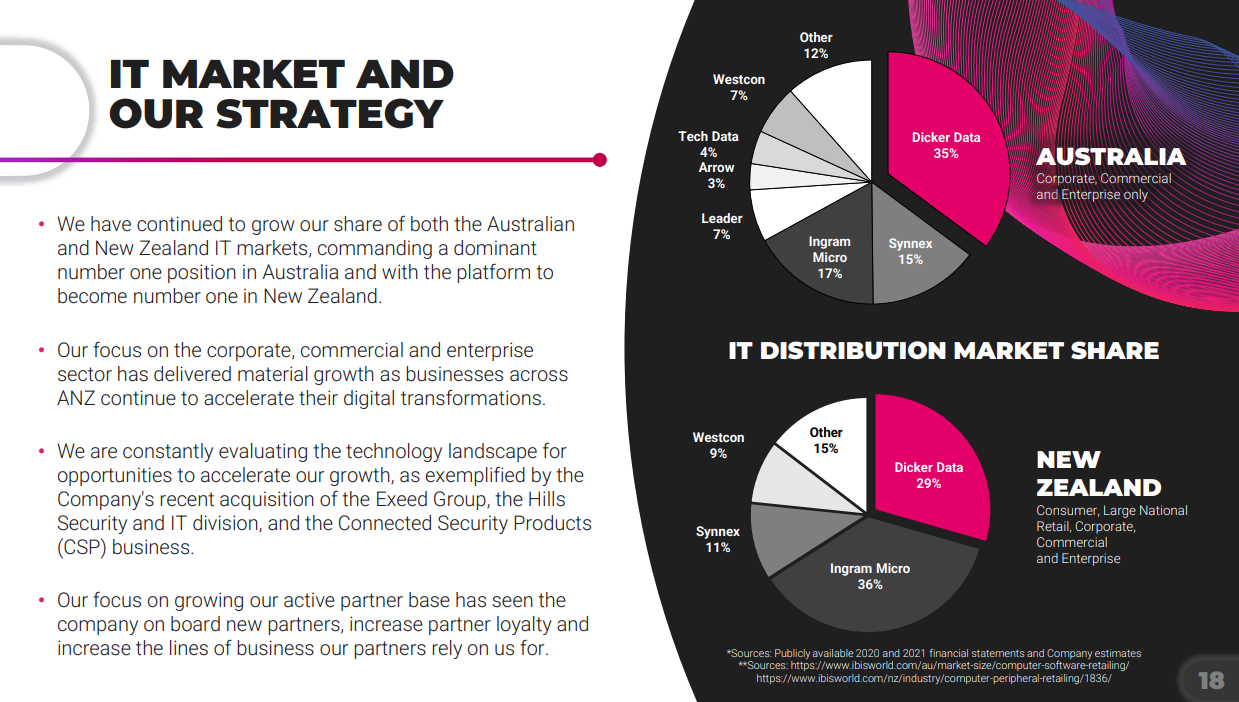 IT MARKET AND
OUR STRATEGY
• We have continued to grow our share of both the Australian
and New Zealand IT markets, commanding a dominant
number one position in Australia and with the platform to
become number one in New Zealand.
• Our focus on the corporate, commercial and enterprise
sector has delivered material growth as businesses across
ANZ continue to accelerate their digital transformations.
• We are constantly evaluating the technology landscape for
opportunities to accelerate our growth, as exemplified by the
Company's recent acquisition of the Exeed Group, the Hills
Security and IT division, and the Connected Security Products
(CSP) business.
• Our focus on growing our active partner base has seen the
company on board new partners, increase partner loyalty and
increase the lines of business our partners rely on us for.
Other
12%
Westcon
7%
Tech Data
4%
Arrow
3%
Leader
7%
Ingram
Micro
17%
Synnex
15%
Dicker Data
35%
AUSTRALIA
Corporate, Commercial
and Enterprise only
IT DISTRIBUTION MARKET SHARE
Other
15%
Westcon
9%
Synnex
11%
Ingram Micro
36%
Dicker Data
29%
NEW
ZEALAND
Consumer, Large National
Retail, Corporate,
Commercial
and Enterprise
*Sources: Publicly available 2020 and 2021 financial statements and Company estimates
**Sources: https://www.ibisworld.com/au/market-size/computer-software-retailing/
https://www.ibisworld.com/nz/industry/computer-peripheral-retailing/1836/
18